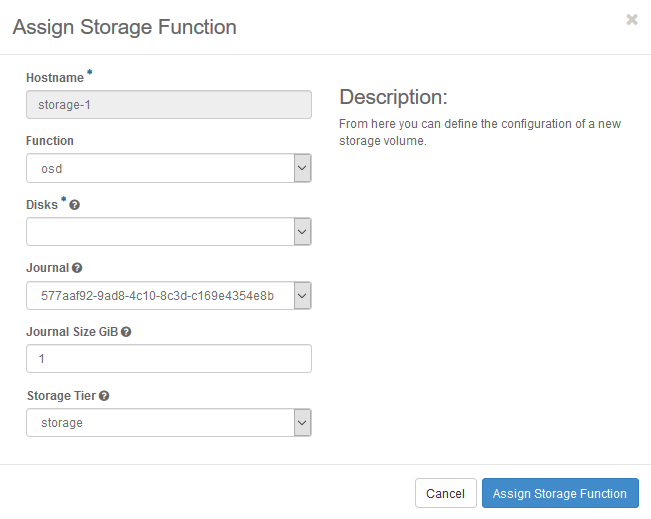 Assign Storage Function
Hostname *
storage-1
Function
osd
Disks *
Journal
577aaf92-9ad8-4c10-8c3d-c169e4354e8b
Journal Size GiB
1
Storage Tier
storage
Description:
From here you can define the configuration of a new
storage volume.
Cancel
Assign Storage Function